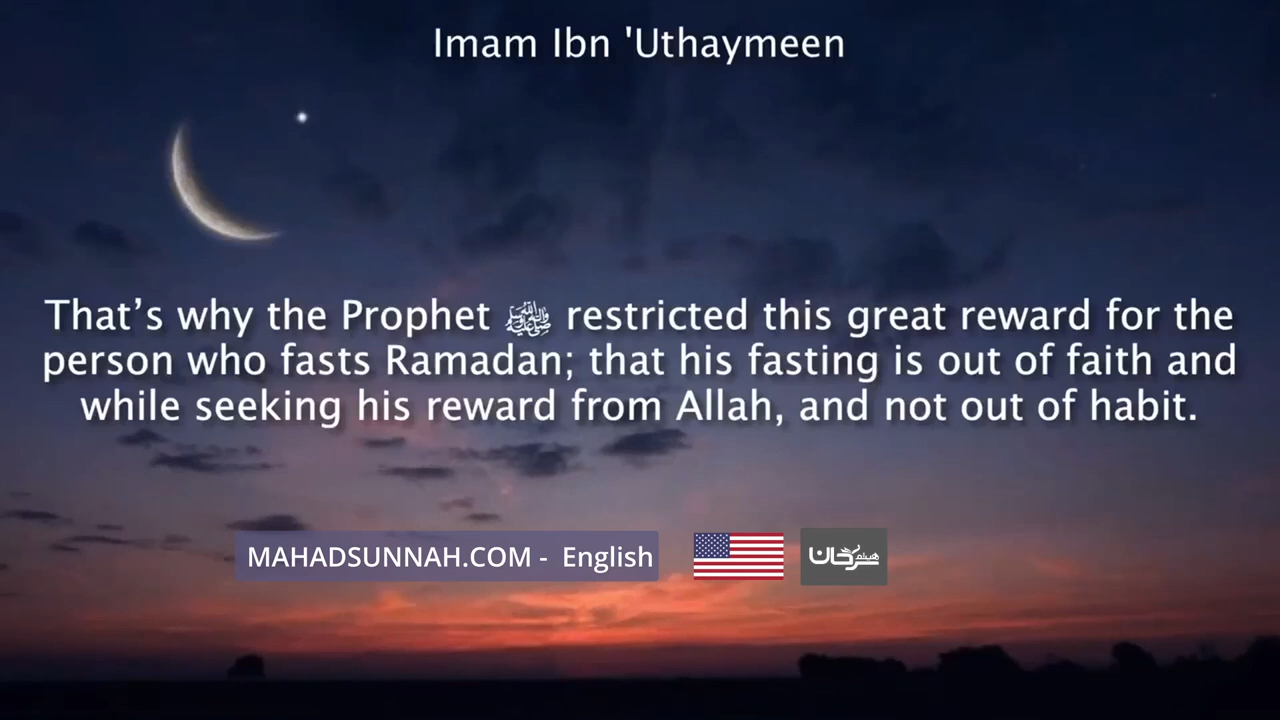 Imam Ibn 'Uthaymeen
That’s why the Prophet ﷺ restricted this great reward for the
person who fasts Ramadan; that his fasting is out of faith and
while seeking his reward from Allah, and not out of habit.
MAHADSUNNAH.COM - English